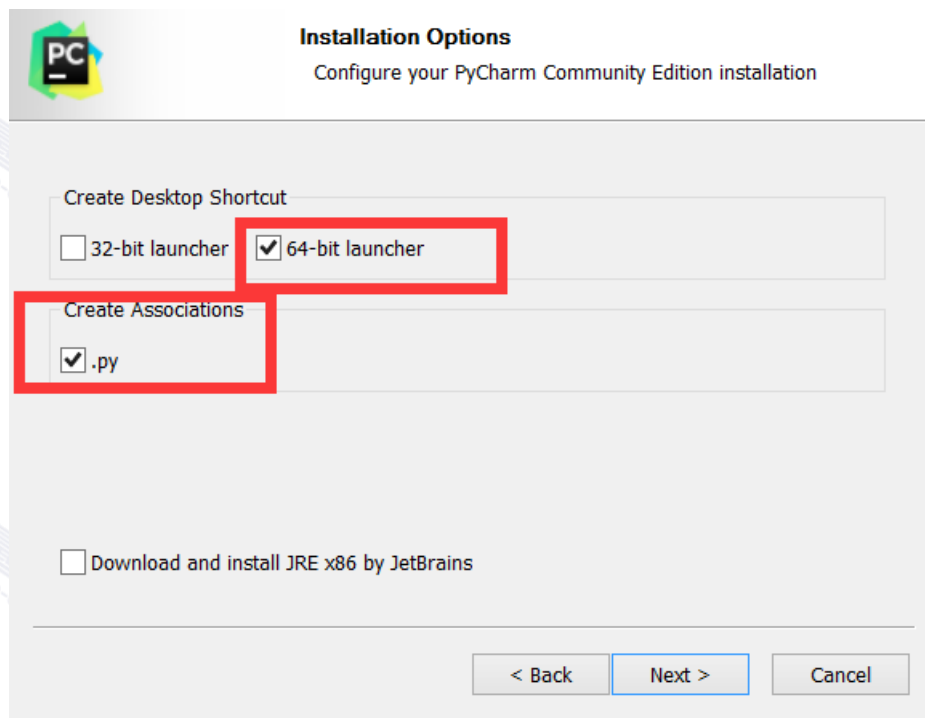 PC
Installation Options
Configure your PyCharm Community Edition installation
Create Desktop Shortcut
32-bit launcher
64-bit launcher
Create Associations
.py
Download and install JRE x86 by JetBrains
< Back
Next >
Cancel